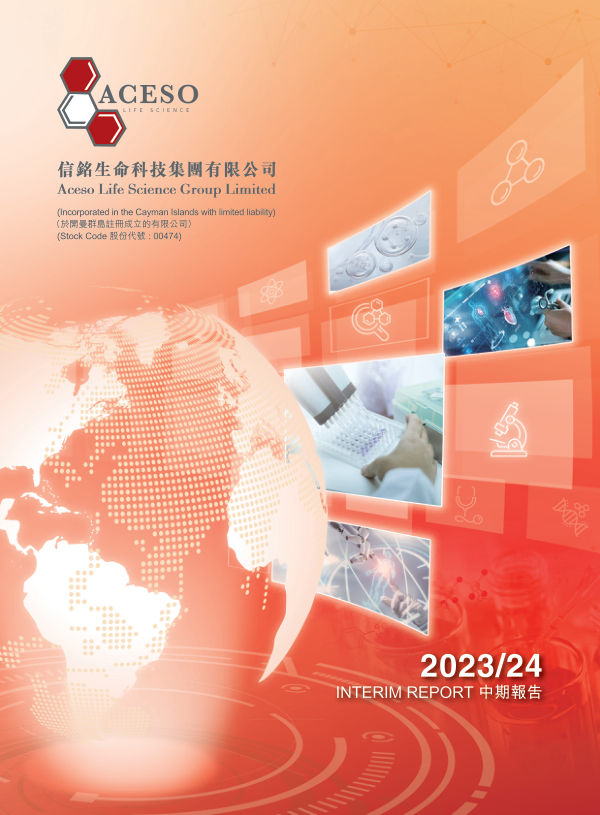 ACESO
LIFE SCIENCE
信銘生命科技集團有限公司
Aceso Life Science Group Limited
(Incorporated in the Cayman Islands with limited liability)
（於開曼群島註冊成立的有限公司）
(Stock Code 股份代號 : 00474)
2023/24
INTERIM REPORT 中期報告